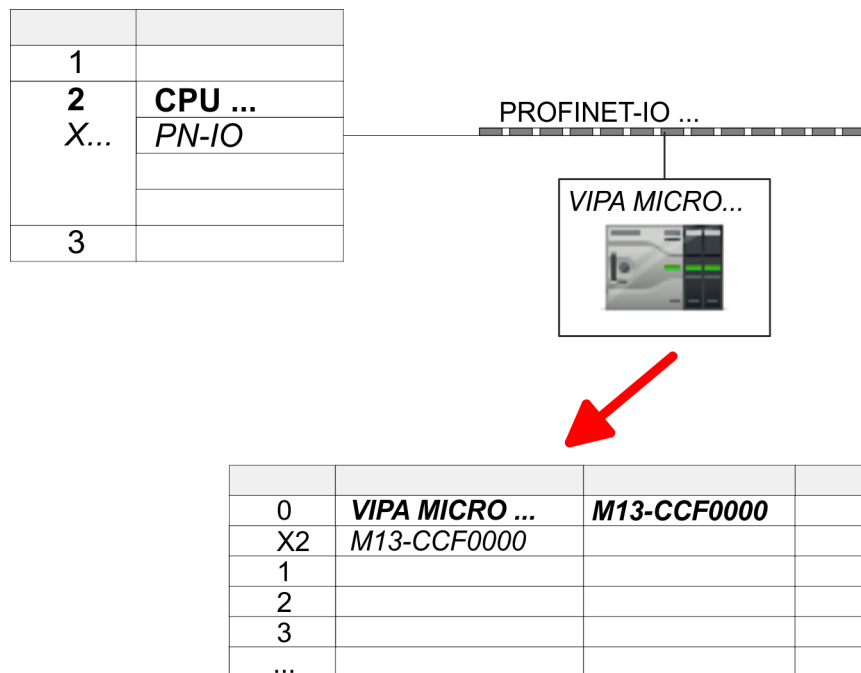 1
2 CPU ...
X... PN-IO
3
PROFINET-IO ...
VIPA MICRO...
0 VIPA MICRO ... M13-CCF0000
X2 M13-CCF0000
1
2
3
...